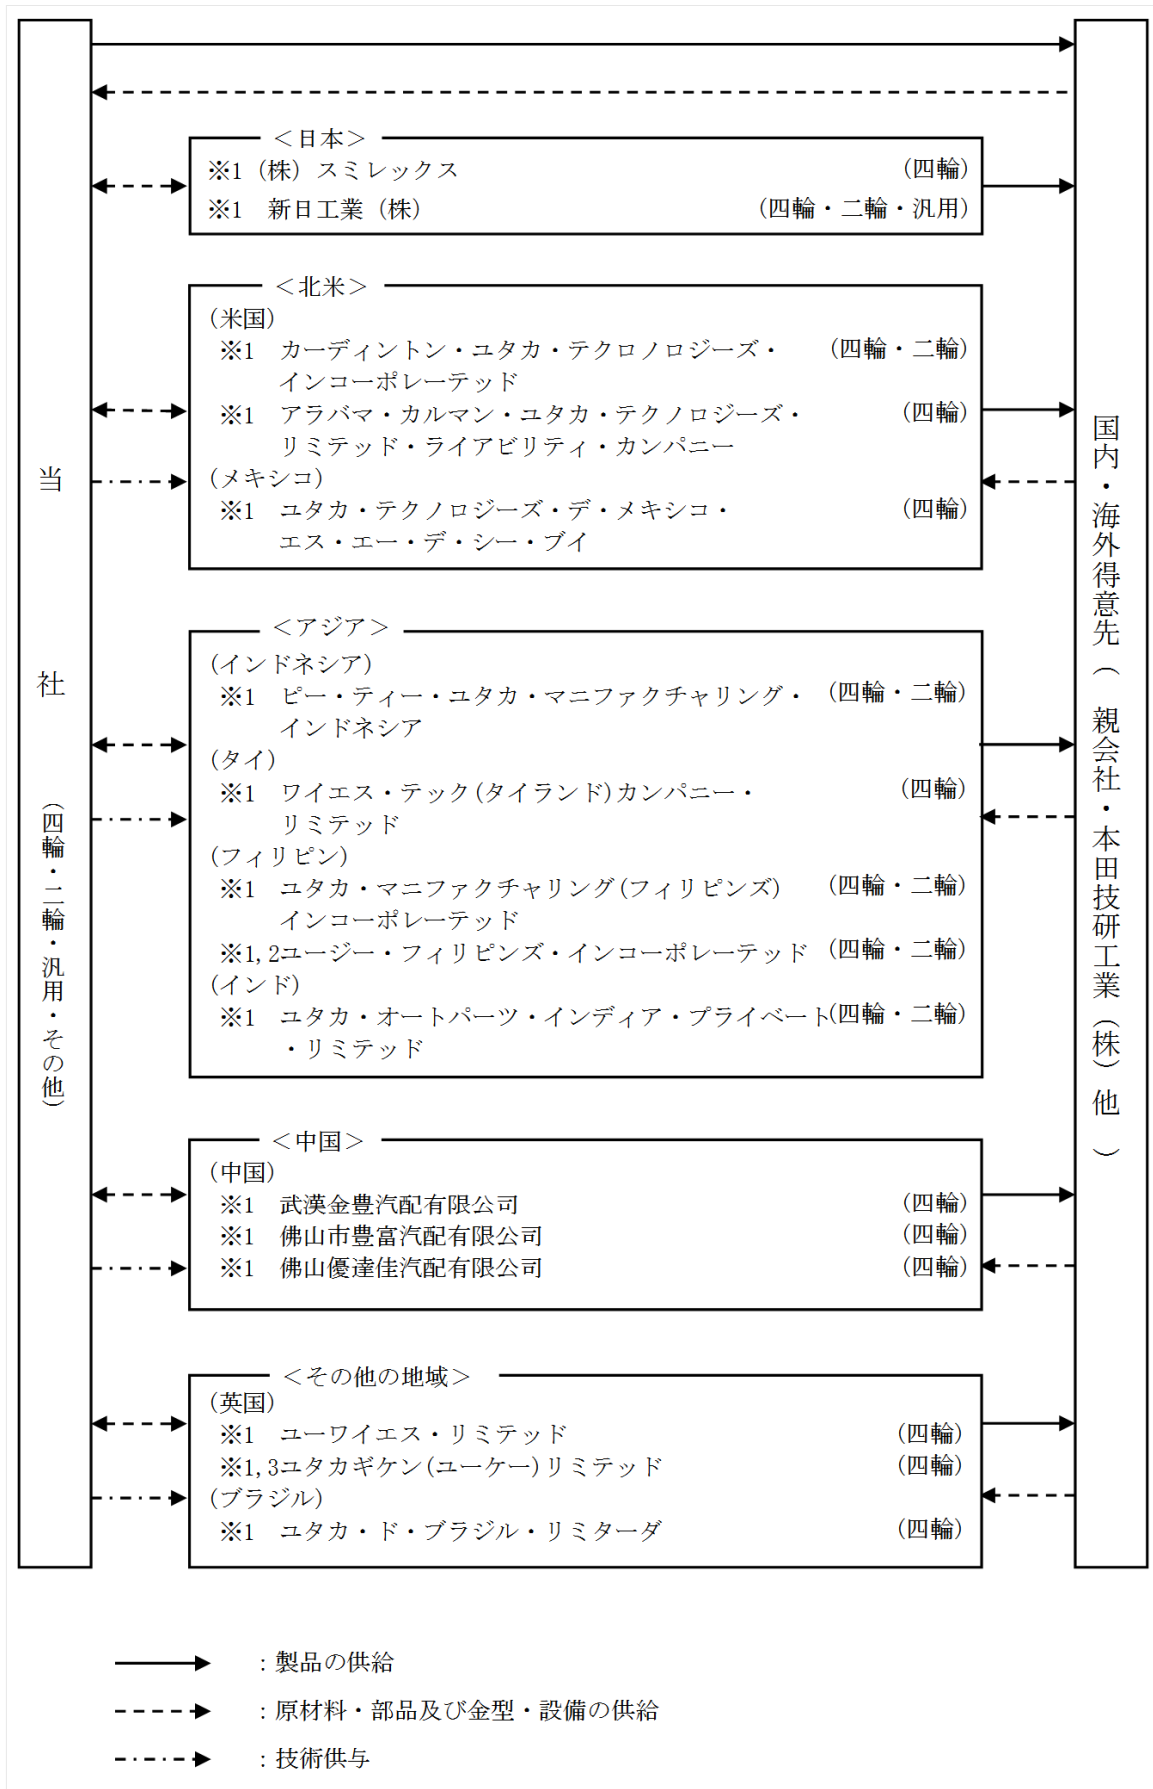 当社
（四輪・二輪・汎用・その他）
＜日本＞
※1（株）スミレックス （四輪）
※1　新日工業（株） （四輪・二輪・汎用）
＜北米＞
（米国）
※1　カーディントン・ユタカ・テクロノロジーズ・ （四輪・二輪）
インコーポレーテッド
※1　アラバマ・カルマン・ユタカ・テクノロジーズ・ （四輪）
リミテッド・ライアビリティ・カンパニー
（メキシコ）
※1　ユタカ・テクノロジーズ・デ・メキシコ・ （四輪）
エス・エー・デ・シー・ブイ
＜アジア＞
（インドネシア）
※1　ピー・ティー・ユタカ・マニファクチャリング・ （四輪・二輪）
インドネシア
（タイ）
※1　ワイエス・テック(タイランド)カンパニー・ （四輪）
リミテッド
（フィリピン）
※1　ユタカ・マニファクチャリング(フィリピンズ) （四輪・二輪）
インコーポレーテッド
※1,2ユージー・フィリピンズ・インコーポレーテッド （四輪・二輪）
（インド）
※1　ユタカ・オートパーツ・インディア・プライベート （四輪・二輪）
・リミテッド
＜中国＞
（中国）
※1　武漢金豊汽配有限公司 （四輪）
※1　佛山市豊富汽配有限公司 （四輪）
※1　佛山優達佳汽配有限公司 （四輪）
＜その他の地域＞
（英国）
※1　ユーワイエス・リミテッド （四輪）
※1,3ユタカギケン(ユーケー)リミテッド （四輪）
（ブラジル）
※1　ユタカ・ド・ブラジル・リミターダ （四輪）
国内・海外得意先（親会社・本田技研工業（株）他）
：製品の供給
：原材料・部品及び金型・設備の供給
：技術供与